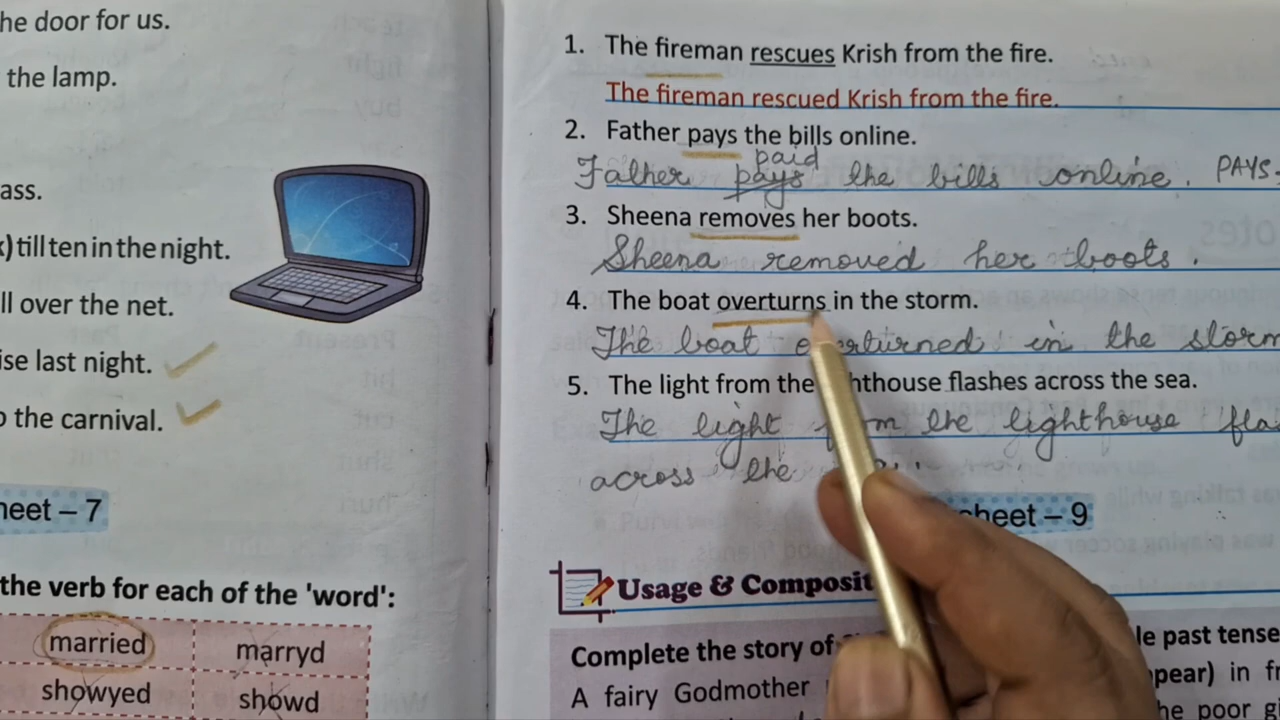 he door for us.
the lamp.
ass.
) till ten in the night.
ll over the net.
ise last night.
o the carnival.
heet – 7
the verb for each of the 'word':
married marryd
showyed showd
1. The fireman rescues Krish from the fire.
The fireman rescued Krish from the fire.
2. Father pays the bills online.
paid
Father pays the bills online. PAYS-
3. Sheena removes her boots.
Sheena removed her boots.
4. The boat overturns in the storm.
The boat overturned in the storm
5. The light from the hthouse flashes across the sea.
The light from the lighthouse fla
across the
sheet – 9
Usage & Composit
Complete the story of le past tense
A fairy Godmother pear) in fr
he poor gi